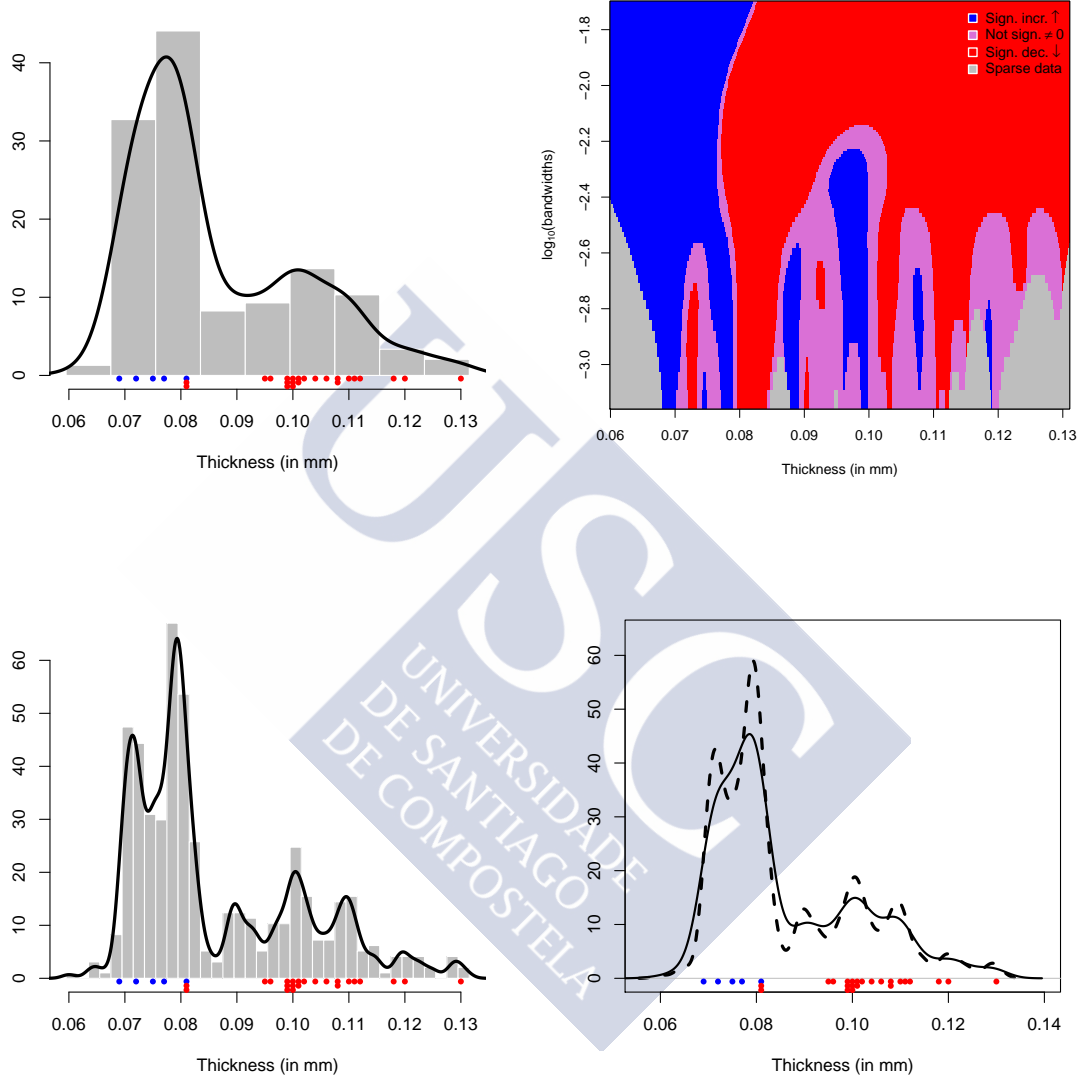 40
30
20
10
0
0.06 0.07 0.08 0.09 0.10 0.11 0.12 0.13
Thickness (in mm)
Sign. incr. ↑
Not sign. ≠ 0
Sign. dec. ↓
Sparse data
log₁₀(bandwidths)
−1.8
−2.0
−2.2
−2.4
−2.6
−2.8
−3.0
0.06 0.07 0.08 0.09 0.10 0.11 0.12 0.13
Thickness (in mm)
USC
UNIVERSIDADE
DE SANTIAGO
DE COMPOSTELA
60
50
40
30
20
10
0
0.06 0.07 0.08 0.09 0.10 0.11 0.12 0.13
Thickness (in mm)
60
50
40
30
20
10
0
0.06 0.08 0.10 0.12 0.14
Thickness (in mm)